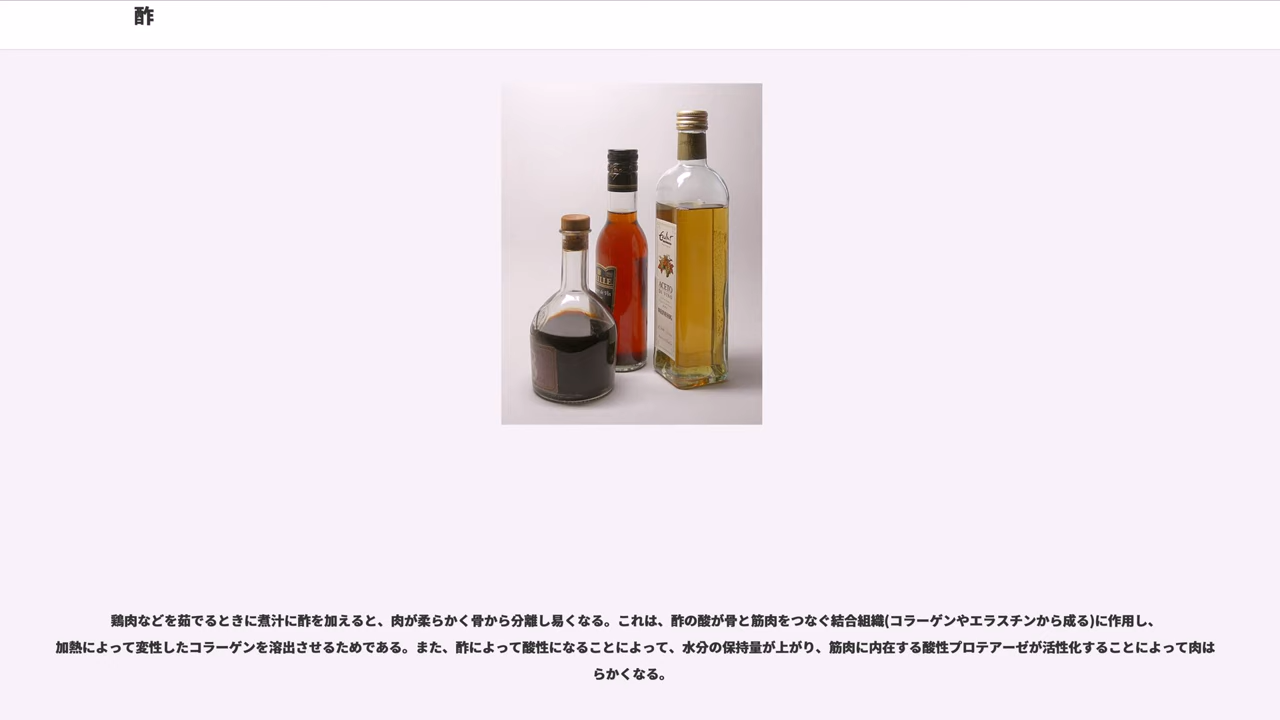 酢
鶏肉などを茹でるときに煮汁に酢を加えると、肉が柔らかく骨から分離し易くなる。これは、酢の酸が骨と筋肉をつなぐ結合組織(コラーゲンやエラスチンから成る)に作用し、
加熱によって変性したコラーゲンを溶出させるためである。また、酢によって酸性になることによって、水分の保持量が上がり、筋肉に内在する酸性プロテアーゼが活性化することによって肉は
らかくなる。
ACETO